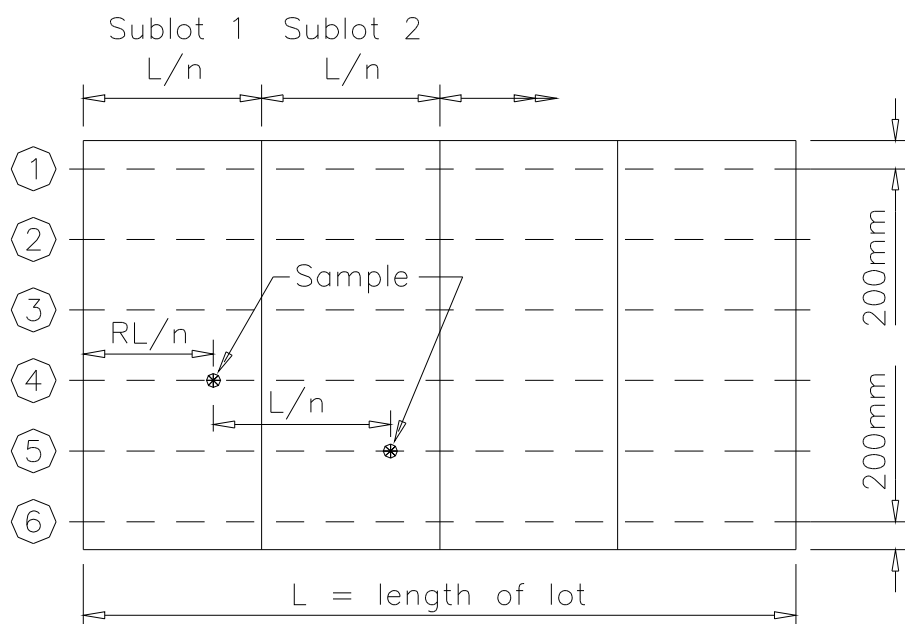 Sublot 1 Sublot 2
L/n L/n
1
2
Sample
200mm
3
RL/n
4
L/n
5
200mm
6
L = length of lot